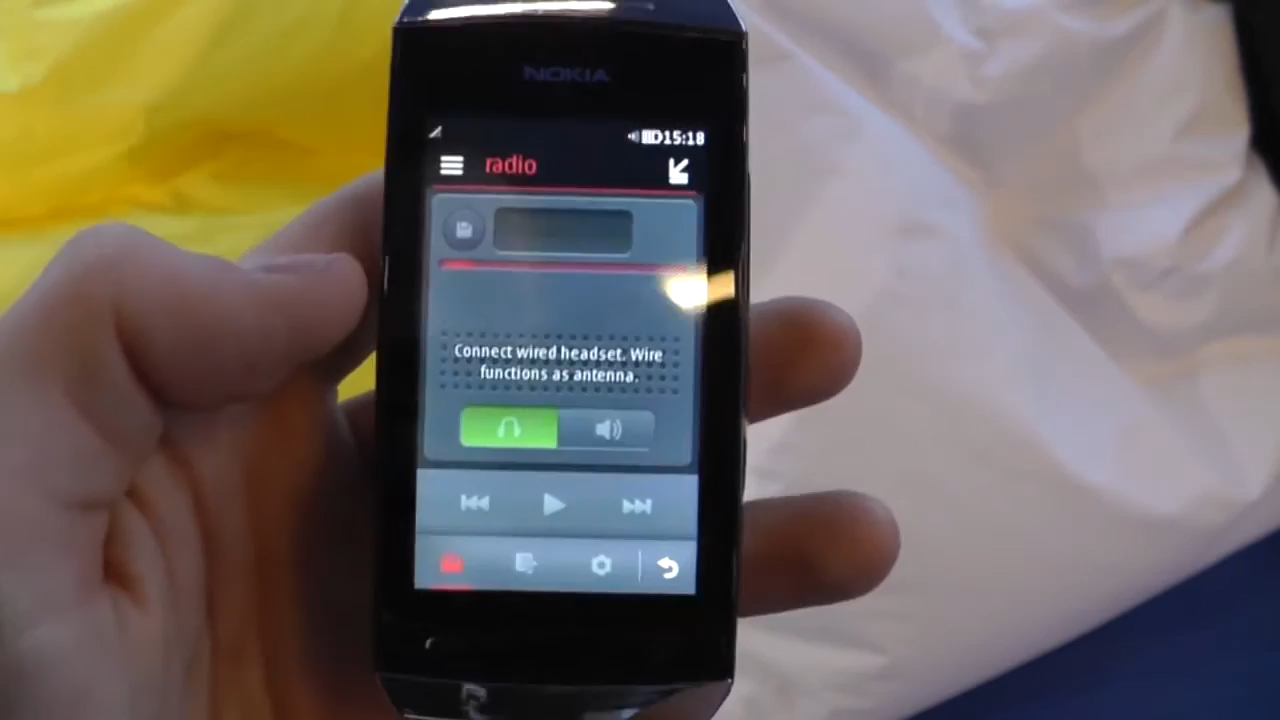 NOKIA
15:18
radio
Connect wired headset. Wire
functions as antenna.